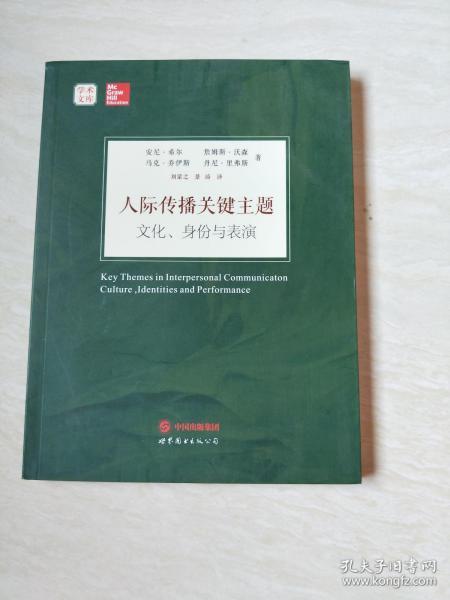 学术
文库
Mc
Graw
Hill
Education
安尼·希尔 詹姆斯·沃森
马克·乔伊斯 丹尼·里弗斯 著
刘蒙之 景琦 译
人际传播关键主题
文化、身份与表演
Key Themes in Interpersonal Communicaton
Culture ,Identities and Performance
中国出版集团
世界图书出版公司
孔夫子旧书网
www.kongfz.com